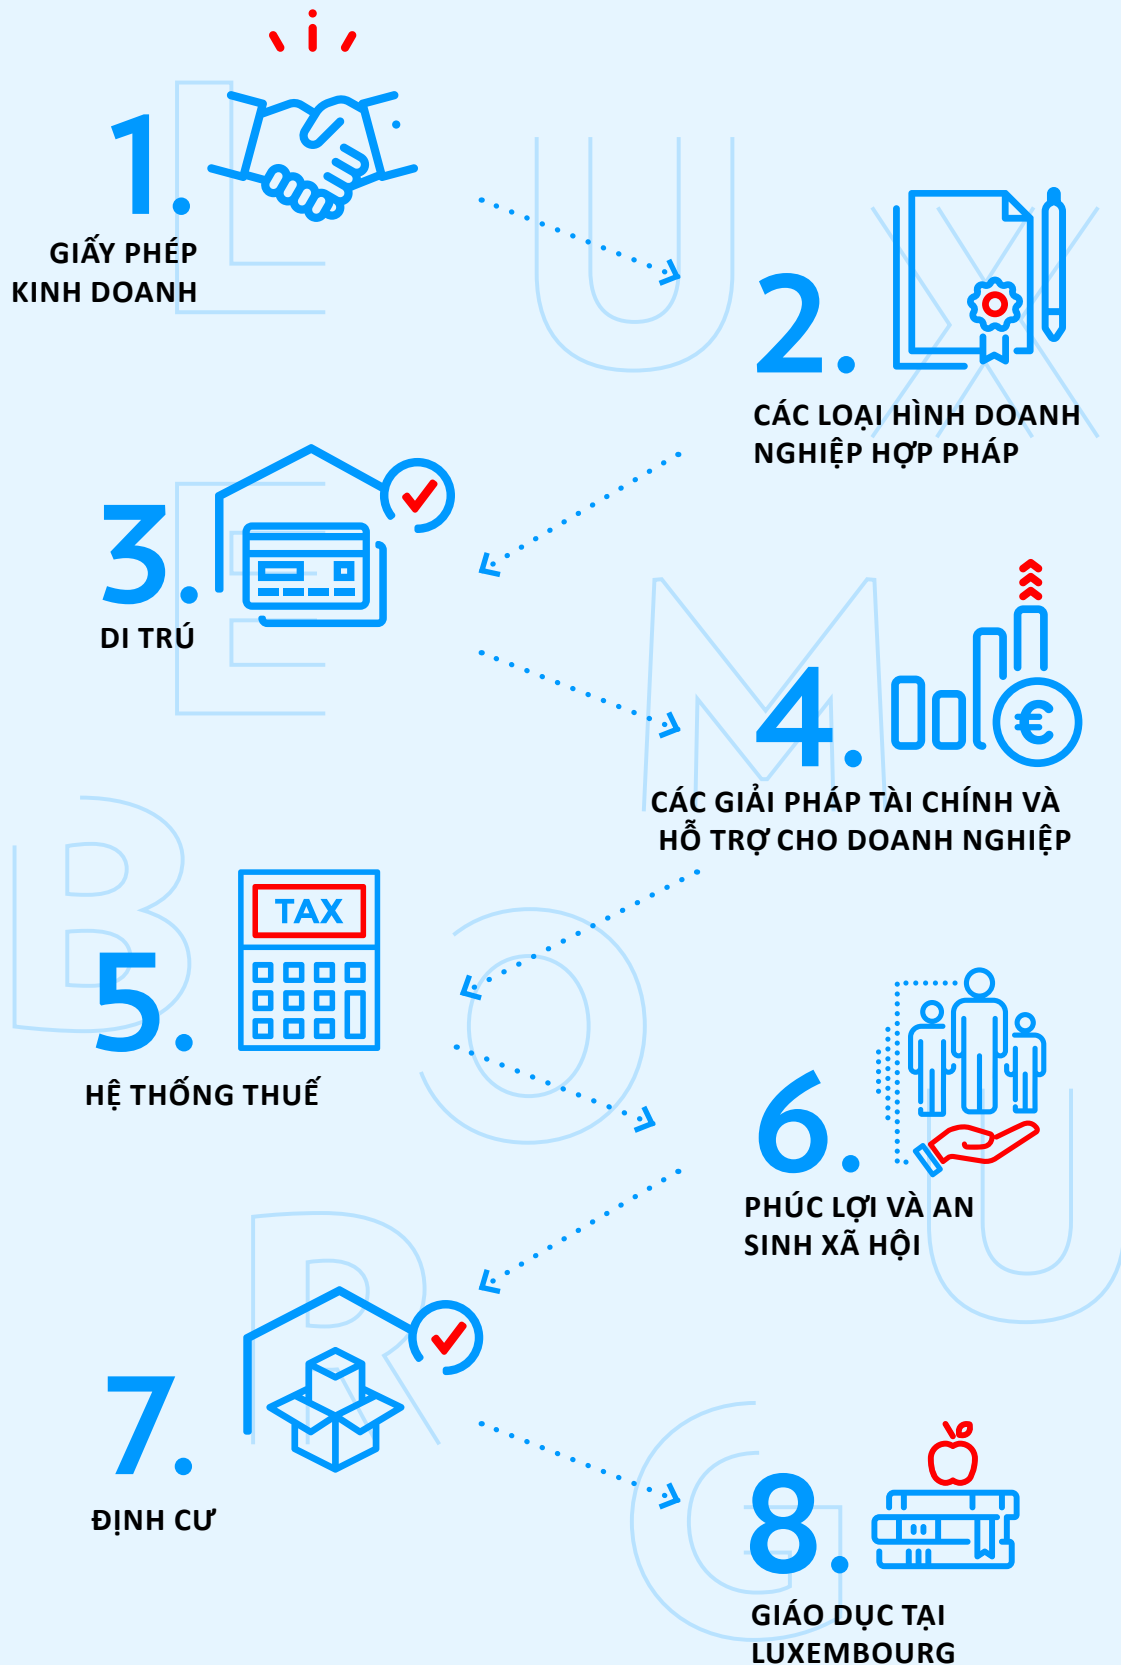 1.
GIẤY PHÉP
KINH DOANH
2.
CÁC LOẠI HÌNH DOANH
NGHIỆP HỢP PHÁP
3.
DI TRÚ
4.
CÁC GIẢI PHÁP TÀI CHÍNH VÀ
HỖ TRỢ CHO DOANH NGHIỆP
TAX
5.
HỆ THỐNG THUẾ
6.
PHÚC LỢI VÀ AN
SINH XÃ HỘI
7.
ĐỊNH CƯ
8.
GIÁO DỤC TẠI
LUXEMBOURG
L U X
E M
B O U
R G
€